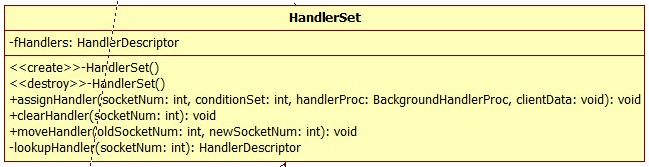 HandlerSet
-fHandlers: HandlerDescriptor
<<create>>-HandlerSet()
<<destroy>>-HandlerSet()
+assignHandler(socketNum: int, conditionSet: int, handlerProc: BackgroundHandlerProc, clientData: void): void
+clearHandler(socketNum: int): void
+moveHandler(oldSocketNum: int, newSocketNum: int): void
-lookupHandler(socketNum: int): HandlerDescriptor